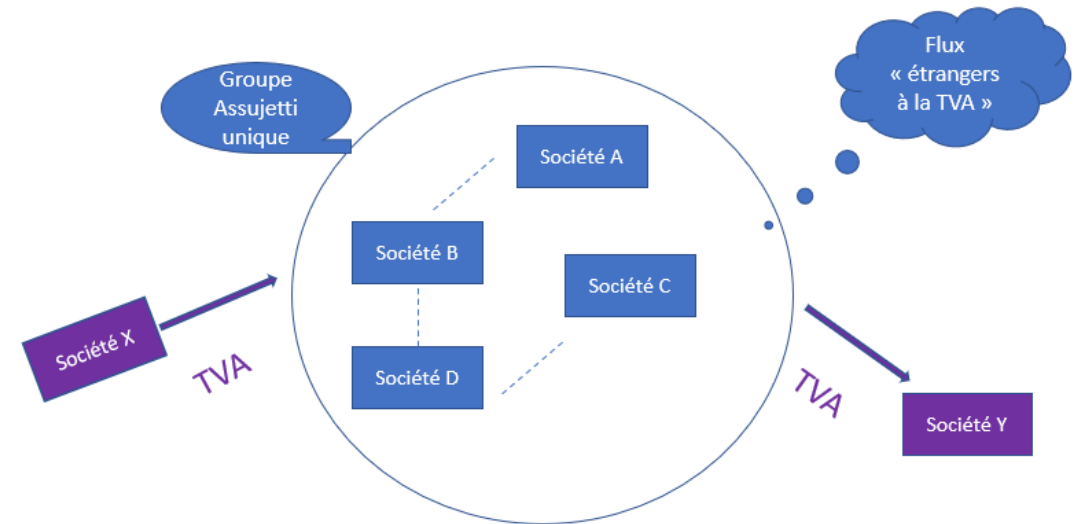 Groupe
Assujetti
unique
Flux
« étrangers
à la TVA »
Société A
Société B
Société C
Société D
Société X
TVA
TVA
Société Y